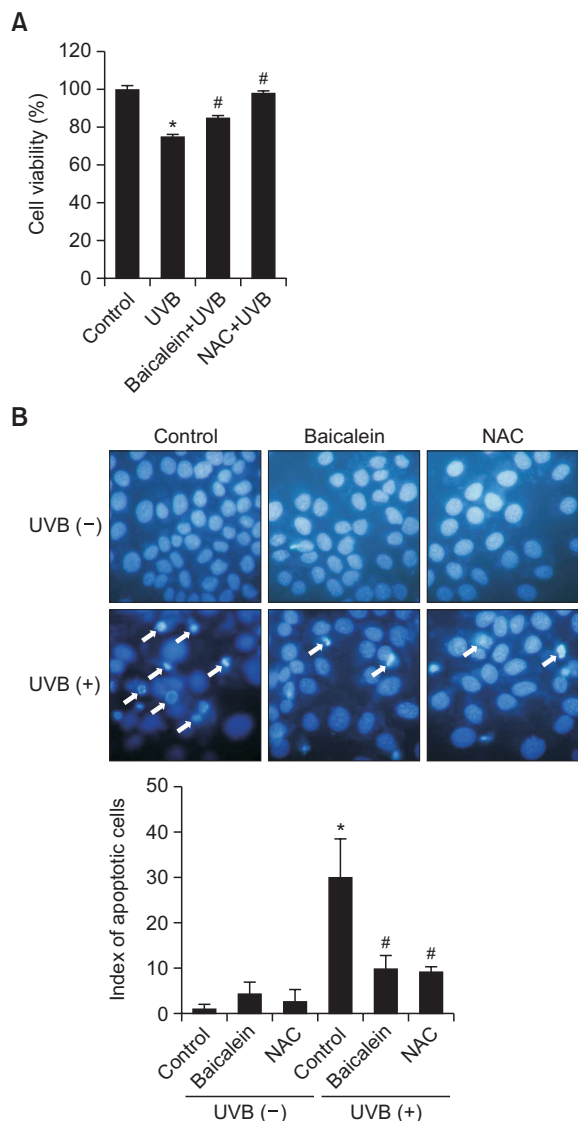 A
120
100
80
60
40
20
0
Cell viability (%)
*
#
#
Control
UVB
Baicalein+UVB
NAC+UVB
B
Control Baicalein NAC
UVB (−)
UVB (+)
50
40
30
20
10
0
Index of apoptotic cells
*
#
#
Control
Baicalein
NAC
Control
Baicalein
NAC
UVB (−) UVB (+)